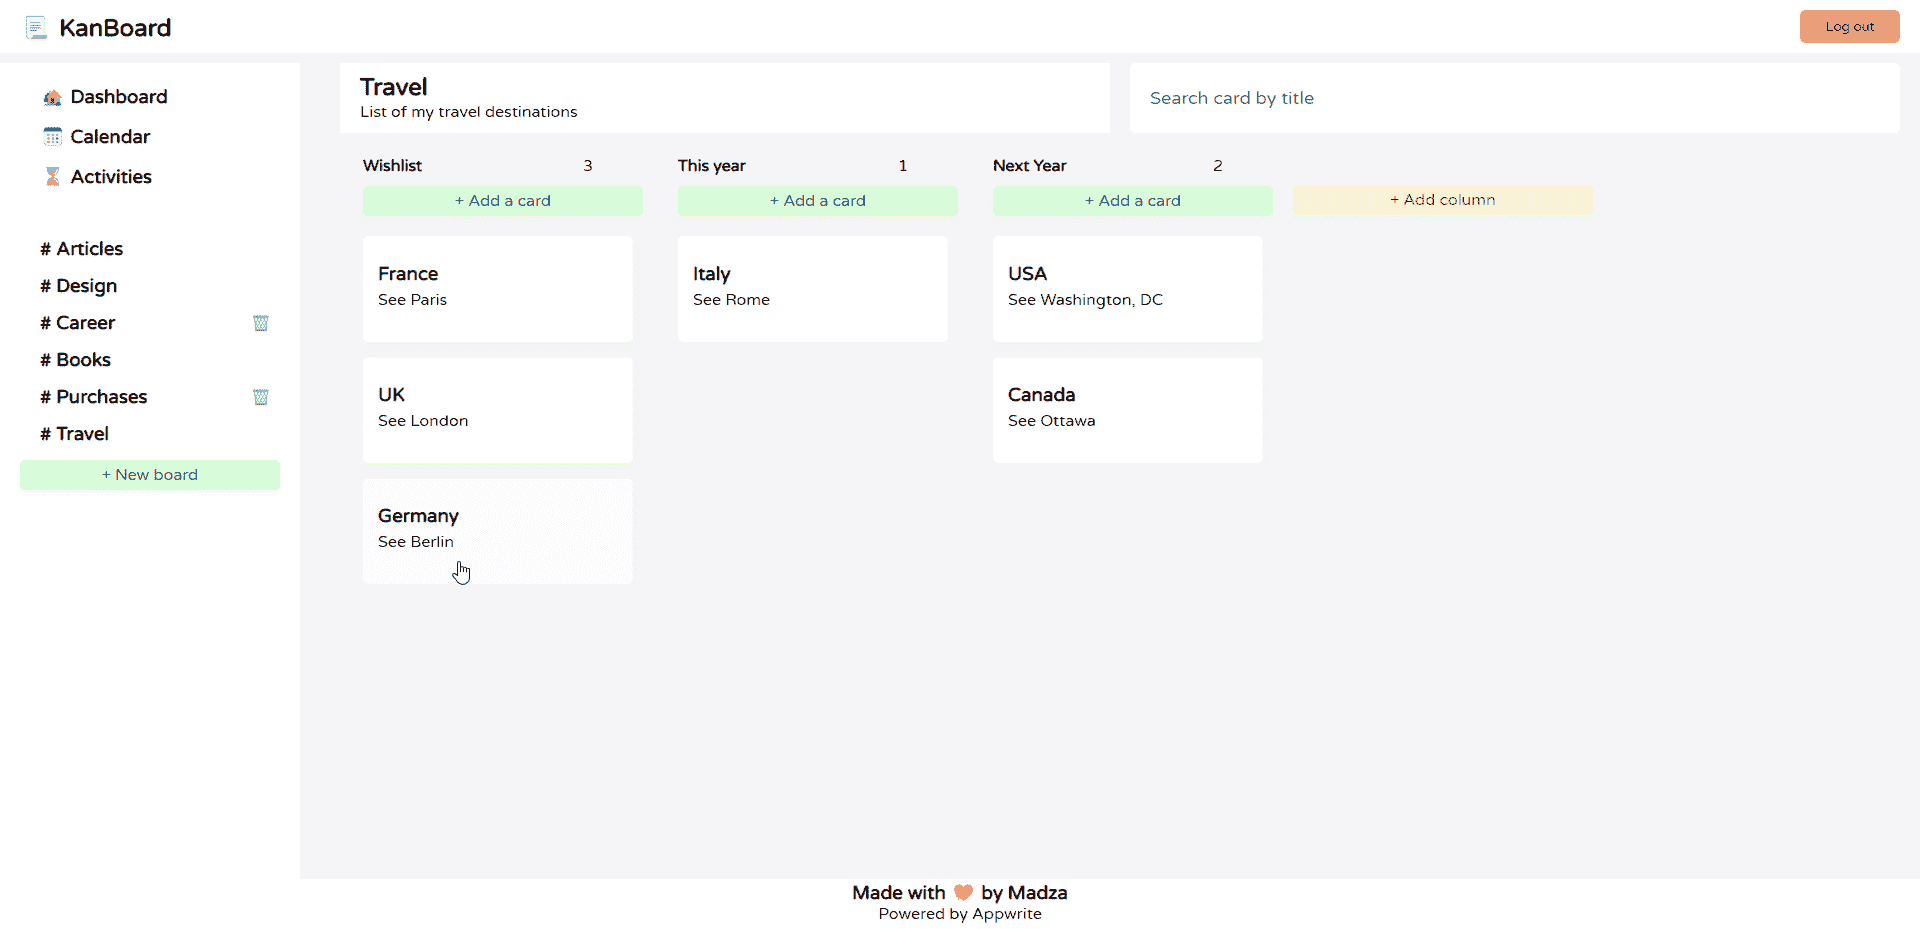 KanBoard
Log out
Dashboard
Calendar
Activities
# Articles
# Design
# Career
# Books
# Purchases
# Travel
+ New board
Travel
List of my travel destinations
Search card by title
Wishlist 3
+ Add a card
France
See Paris
UK
See London
Germany
See Berlin
This year 1
+ Add a card
Italy
See Rome
Next Year 2
+ Add a card
USA
See Washington, DC
Canada
See Ottawa
+ Add column
Made with by Madza
Powered by Appwrite